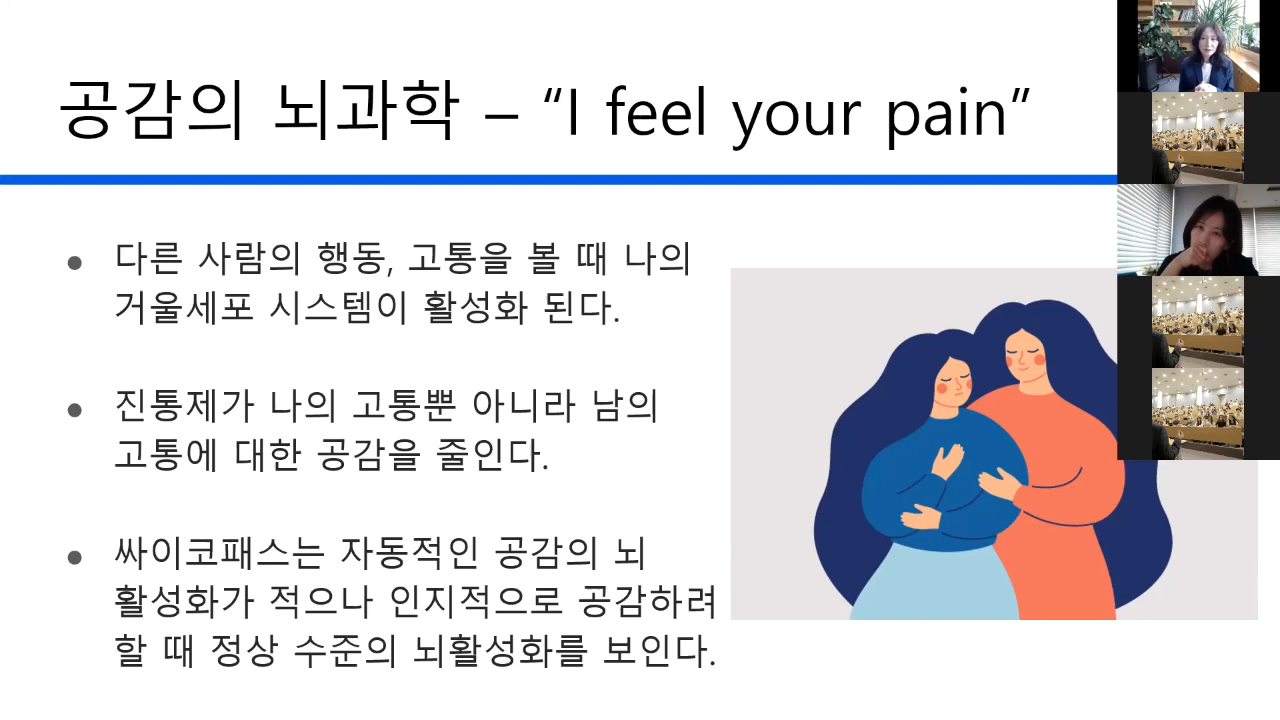 공감의 뇌과학 – “I feel your pain”
● 다른 사람의 행동, 고통을 볼 때 나의
거울세포 시스템이 활성화 된다.
● 진통제가 나의 고통뿐 아니라 남의
고통에 대한 공감을 줄인다.
● 싸이코패스는 자동적인 공감의 뇌
활성화가 적으나 인지적으로 공감하려
할 때 정상 수준의 뇌활성화를 보인다.